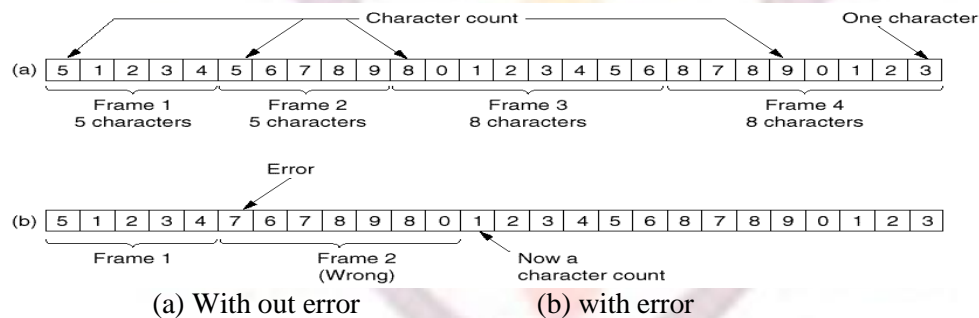 Character count One character
(a) 5 1 2 3 4 5 6 7 8 9 8 0 1 2 3 4 5 6 8 7 8 9 0 1 2 3
Frame 1 Frame 2 Frame 3 Frame 4
5 characters 5 characters 8 characters 8 characters
Error
(b) 5 1 2 3 4 7 6 7 8 9 8 0 1 2 3 4 5 6 8 7 8 9 0 1 2 3
Frame 1 Frame 2 Now a
(Wrong) character count
(a) With out error (b) with error